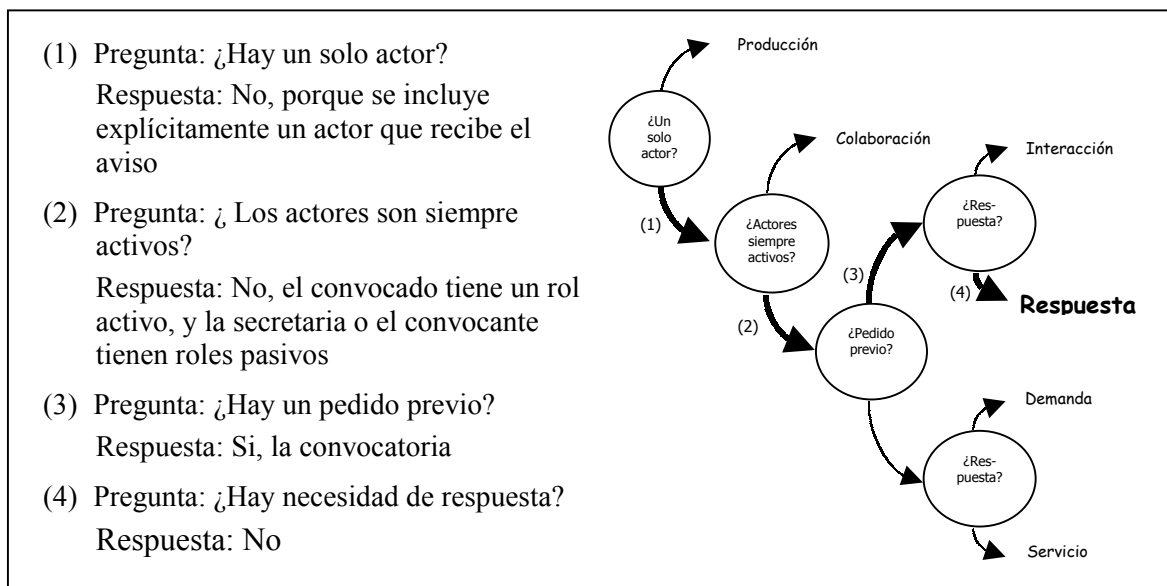 (1) Pregunta: ¿Hay un solo actor?
Respuesta: No, porque se incluye
explícitamente un actor que recibe el
aviso
(2) Pregunta: ¿ Los actores son siempre
activos?
Respuesta: No, el convocado tiene un rol
activo, y la secretaria o el convocante
tienen roles pasivos
(3) Pregunta: ¿Hay un pedido previo?
Respuesta: Si, la convocatoria
(4) Pregunta: ¿Hay necesidad de respuesta?
Respuesta: No
Producción
¿Un
solo
actor?
(1)
Colaboración
¿Actores
siempre
activos?
(2)
¿Pedido
previo?
(3)
Interacción
¿Res-
puesta?
(4)
Respuesta
Demanda
¿Res-
puesta?
Servicio